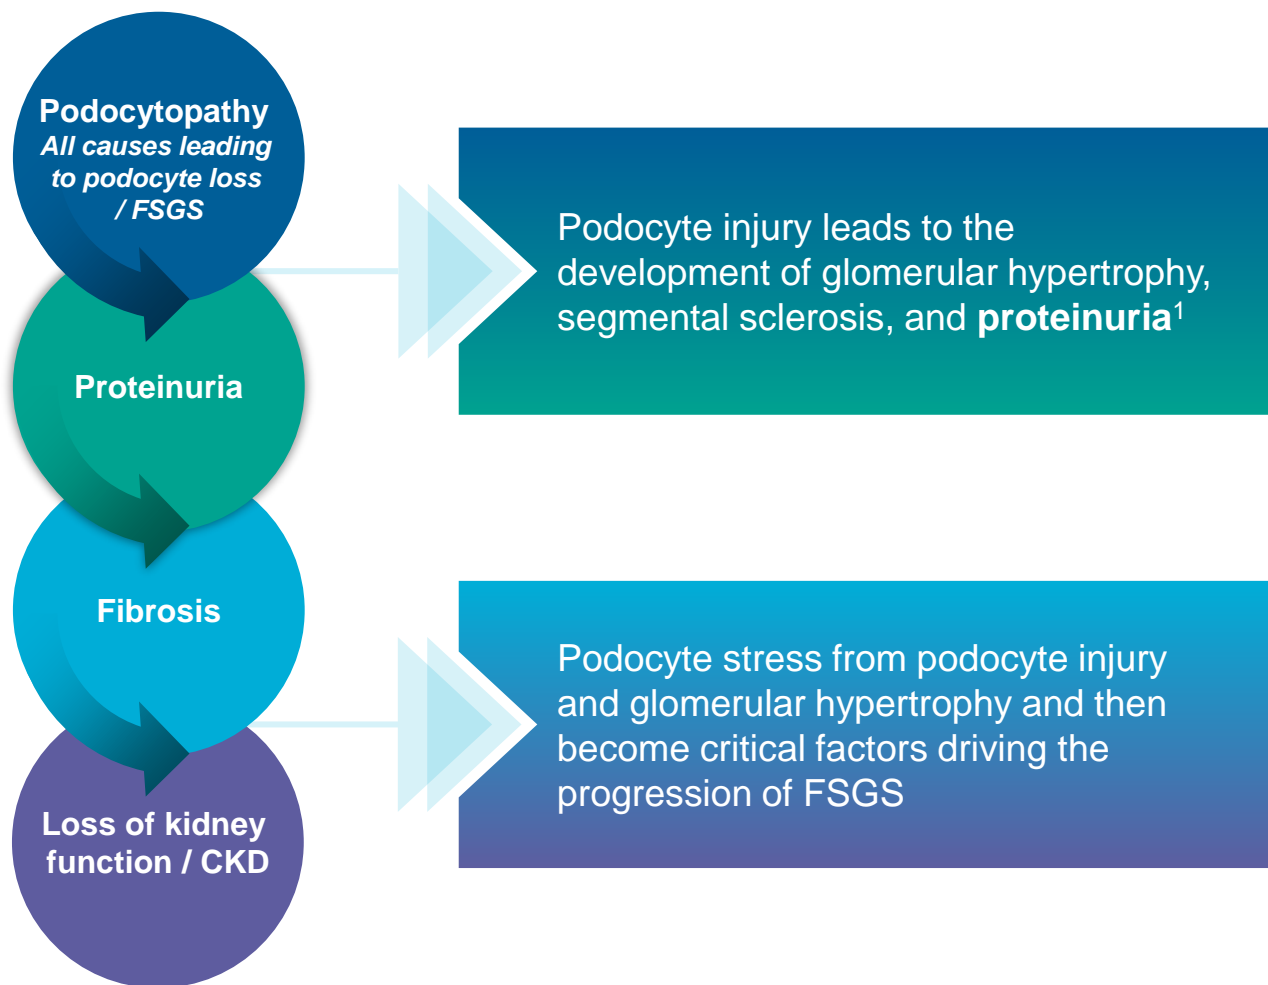 Podocytopathy
All causes leading
to podocyte loss
/ FSGS
Podocyte injury leads to the
development of glomerular hypertrophy,
segmental sclerosis, and proteinuria¹
Proteinuria
Fibrosis
Podocyte stress from podocyte injury
and glomerular hypertrophy and then
become critical factors driving the
progression of FSGS
Loss of kidney
function / CKD